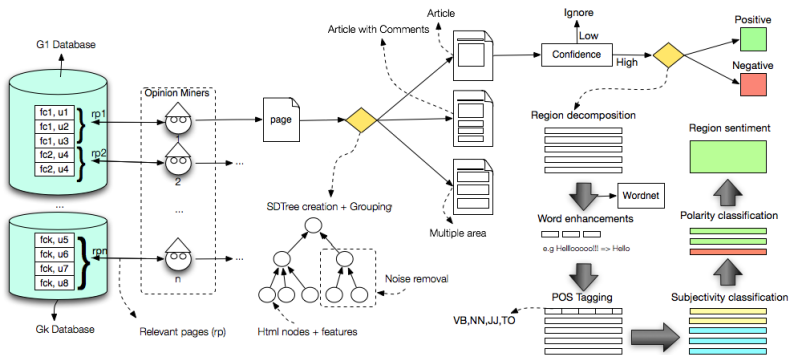 G1 Database
fc1, u1
fc1, u2
fc1, u3
fc2, u4
fc2, u4
rp1
rp2
...
fck, u5
fck, u6
fck, u7
fck, u8
rpn
Gk Database
Opinion Miners
1
2
...
n
...
...
Relevant pages (rp)
page
SDTree creation + Grouping
Noise removal
Html nodes + features
Article
Article with Comments
Multiple area
Ignore
Low
Confidence
High
Positive
Negative
Region decomposition
Wordnet
Word enhancements
e.g Helllooooo!!! => Hello
POS Tagging
VB,NN,JJ,TO
Region sentiment
Polarity classification
Subjectivity classification